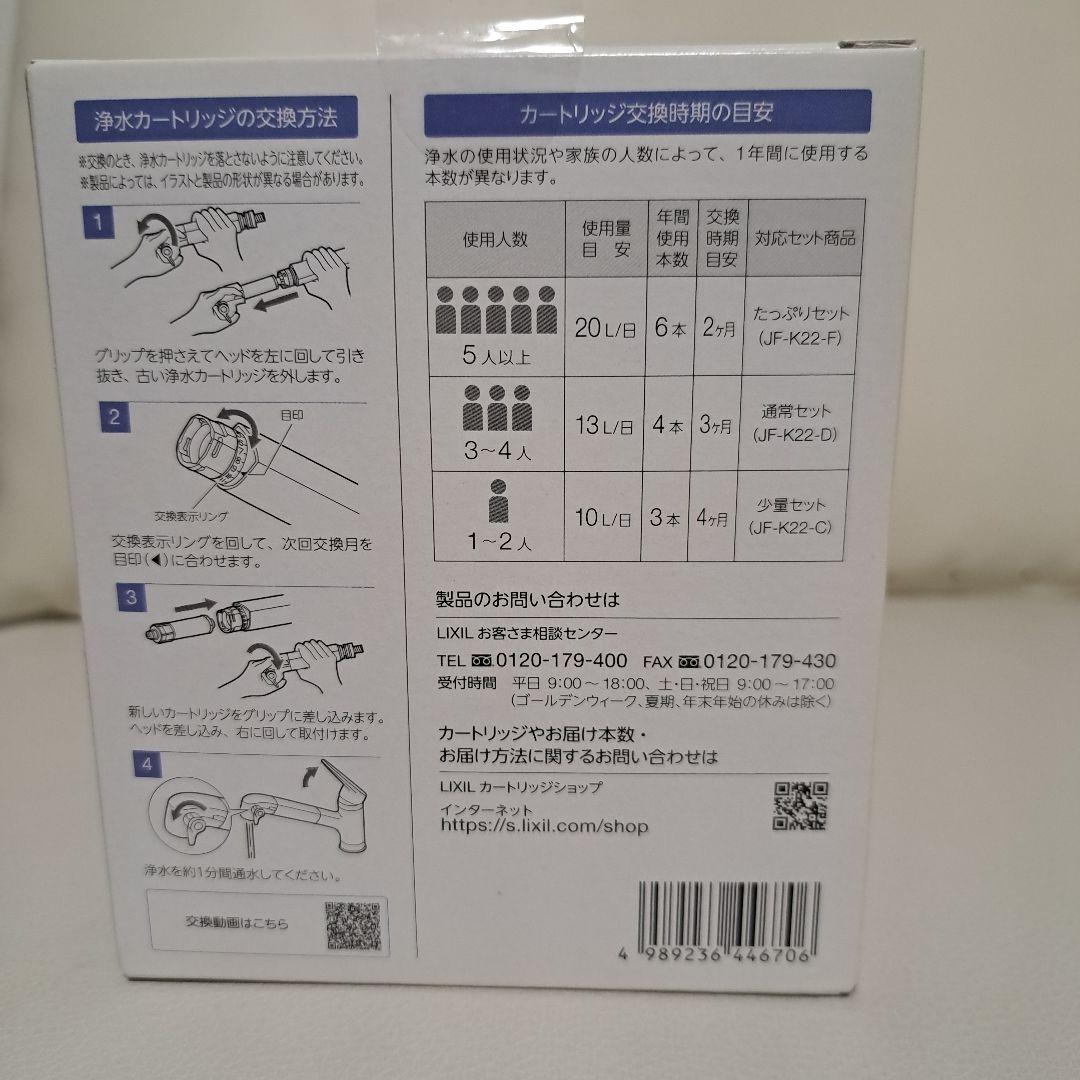 浄水カートリッジの交換方法
※交換のとき、浄水カートリッジを落とさないように注意してください。
※製品によっては、イラストと製品の形状が異なる場合があります。
1
グリップを押さえてヘッドを左に回して引き
抜き、古い浄水カートリッジを外します。
2
目印
交換表示リング
交換表示リングを回して、次回交換月を
目印(◀)に合わせます。
3
新しいカートリッジをグリップに差し込みます。
ヘッドを差し込み、右に回して取付けます。
4
浄水を約1分間通水してください。
交換動画はこちら
カートリッジ交換時期の目安
浄水の使用状況や家族の人数によって、1年間に使用する
本数が異なります。
使用人数
使用量
目 安
年間
使用
本数
交換
時期
目安
対応セット商品
5人以上
20L/日
6本
2ヶ月
たっぷりセット
(JF-K22-F)
3〜4人
13L/日
4本
3ヶ月
通常セット
(JF-K22-D)
1〜2人
10L/日
3本
4ヶ月
少量セット
(JF-K22-C)
製品のお問い合わせは
LIXIL お客さま相談センター
TEL 0120-179-400 FAX 0120-179-430
受付時間 平日 9:00〜18:00、土・日・祝日 9:00〜17:00
(ゴールデンウィーク、夏期、年末年始の休みは除く)
カートリッジやお届け本数・
お届け方法に関するお問い合わせは
LIXIL カートリッジショップ
インターネット
https://s.lixil.com/shop
4 989236 446706